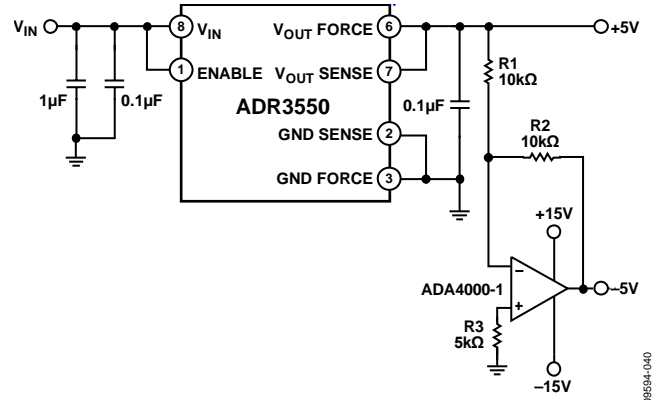 VIN
8
VIN
VOUT FORCE
6
+5V
1
ENABLE
VOUT SENSE
7
R1
10kΩ
1µF
0.1µF
ADR3550
0.1µF
R2
10kΩ
GND SENSE
2
GND FORCE
3
+15V
ADA4000-1
–
+
–5V
R3
5kΩ
–15V
09594-040